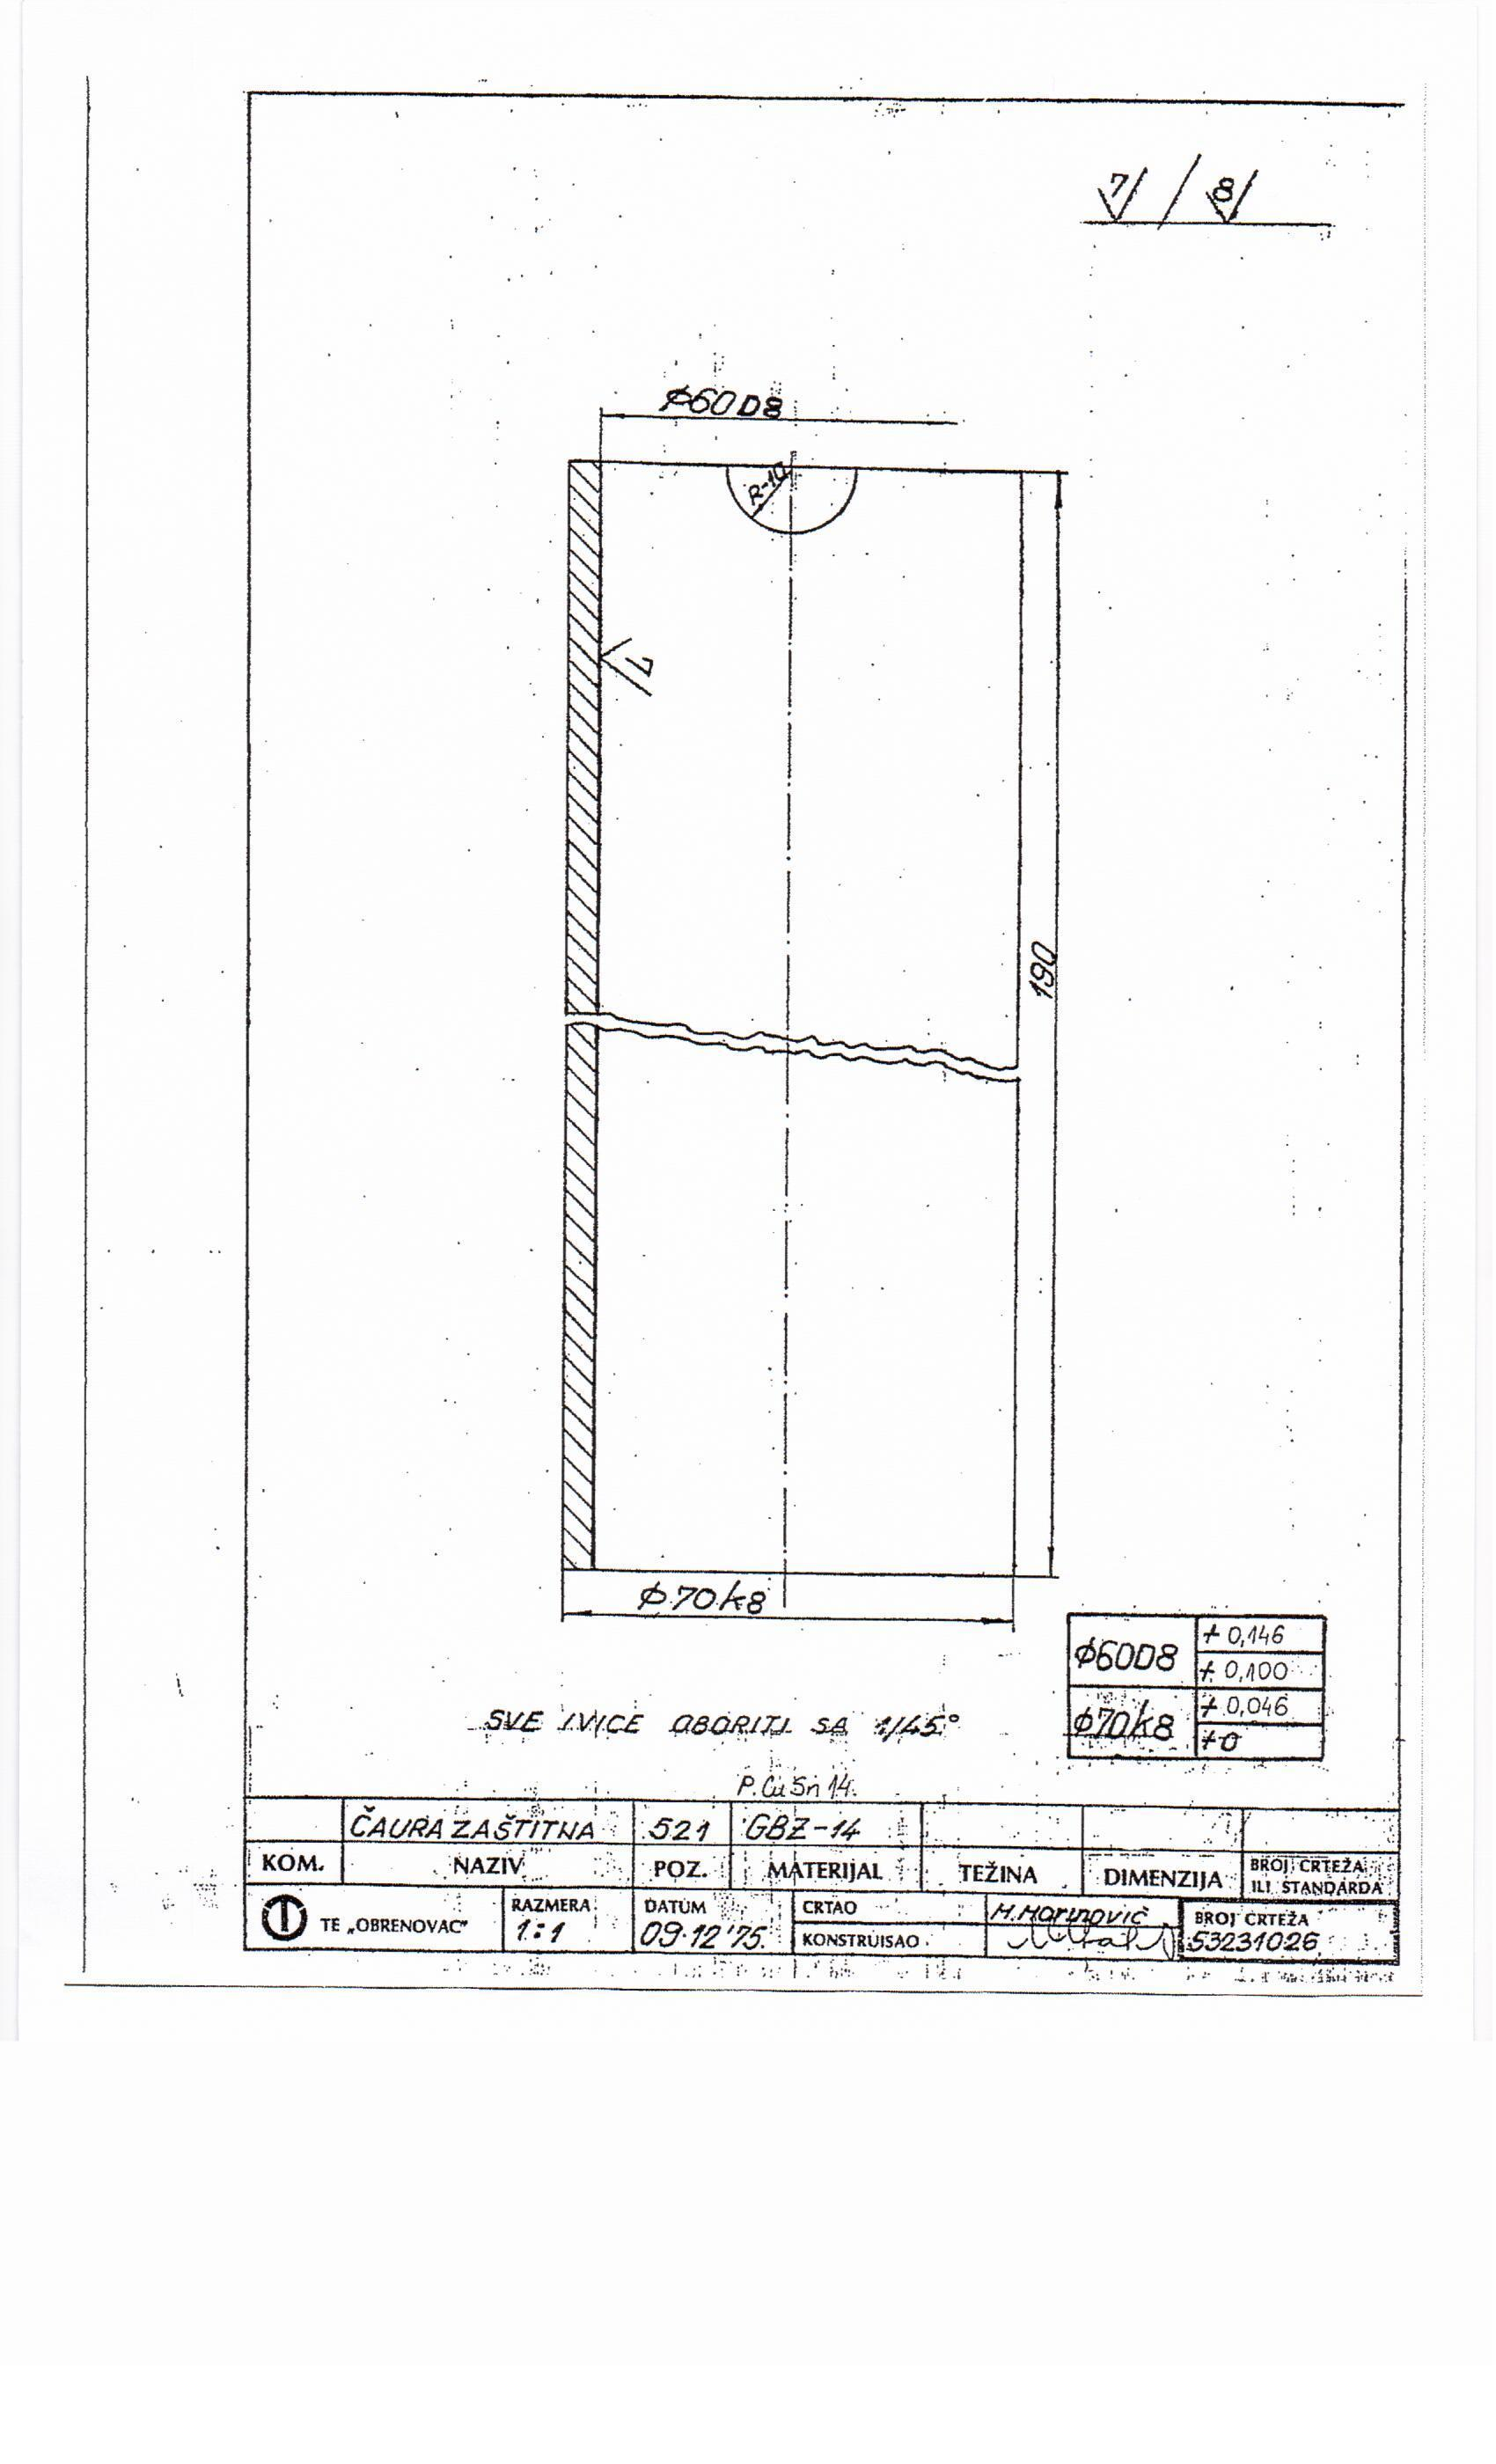 7 / 8
φ60D8
R-10
7
190
φ70k8
φ60D8 +0,146
+0,100
φ70k8 +0,046
+0
SVE IVICE OBORITI SA 1/45°
P.CuSn14.
ČAURA ZAŠTITNA 521 GBZ-14
KOM. NAZIV POZ. MATERIJAL TEŽINA DIMENZIJA BROJ CRTEŽA ILI STANDARDA
TE „OBRENOVAC" RAZMERA 1:1 DATUM 09.12'75. CRTAO M.Marinović
KONSTRUISAO
BROJ CRTEŽA
53231026